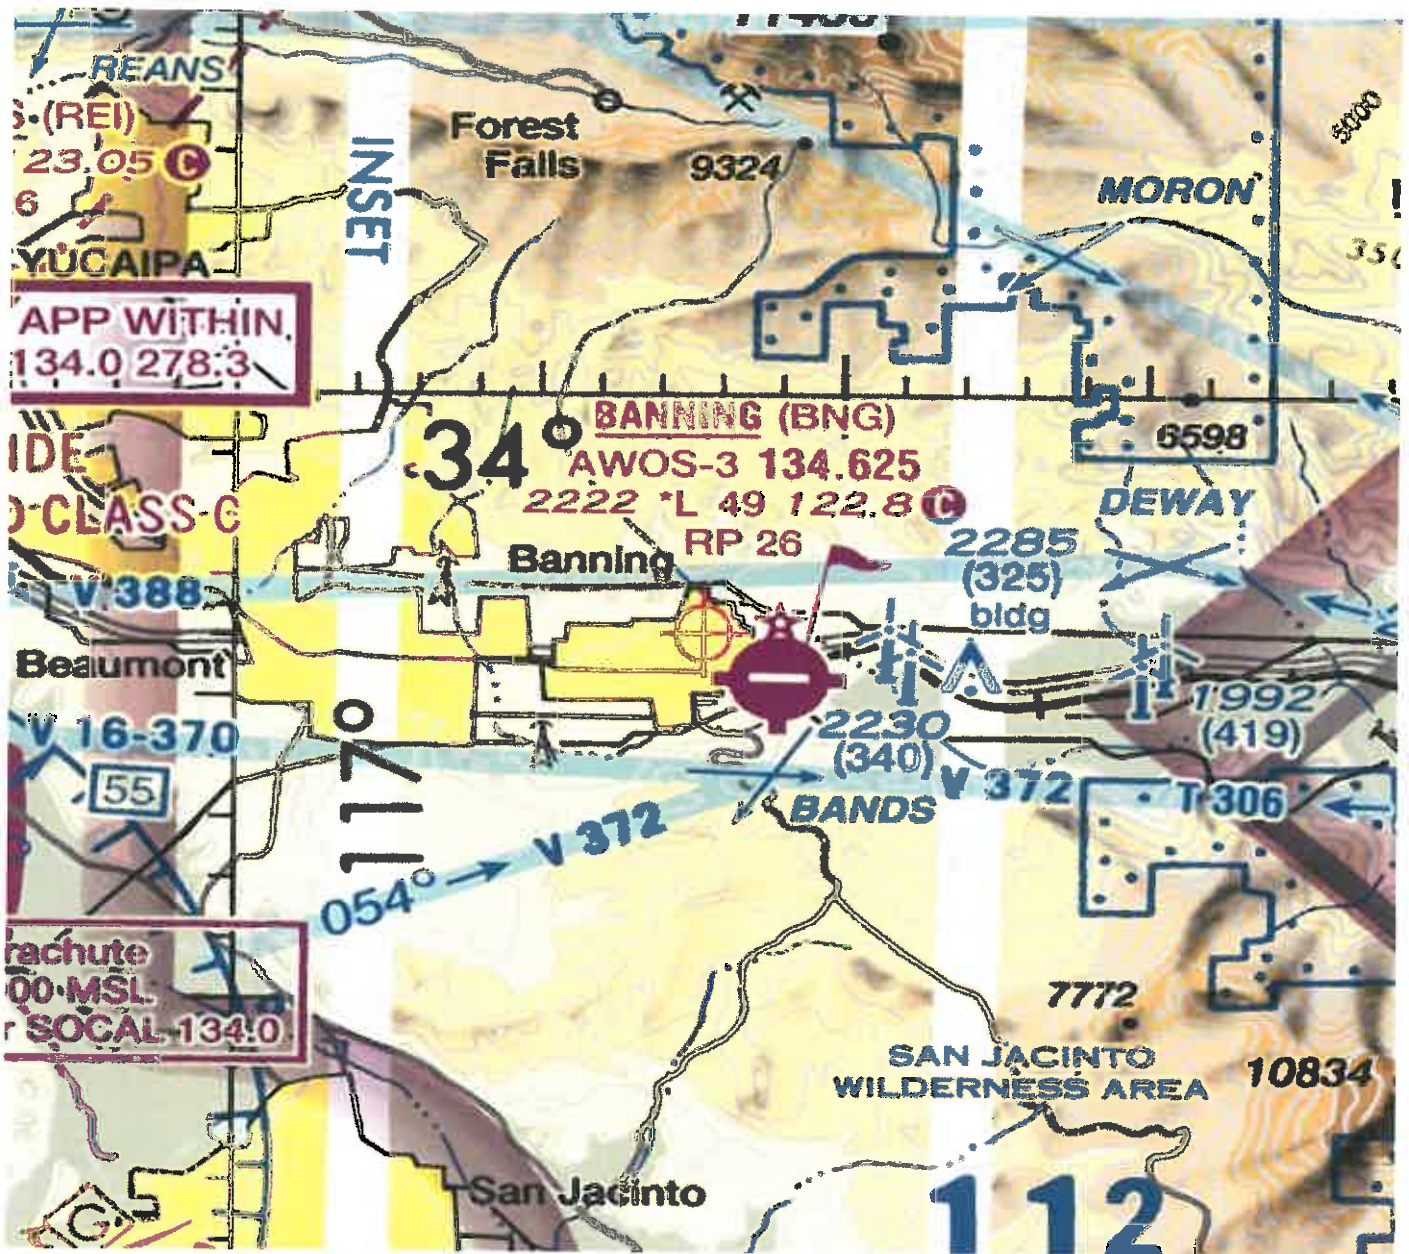 REANS
(REI)
23.05 C
6
YUCAIPA
INSET
Forest
Falls
9324
MORON
5000
APP WITHIN
134.0 278.3
34
BANNING (BNG)
AWOS-3 134.625
2222 *L 49 122.8 C
RP 26
6598
DEWAY
CLASS C
V 388
Banning
2285
(325)
bldg
Beaumont
V 16-370
55
117°
2230
(340)
1992
(419)
BANDS
V 372
T 306
V 372
054°
MSL
SOCAL 134.0
7772
SAN JACINTO
WILDERNESS AREA
10834
San Jacinto
112
G